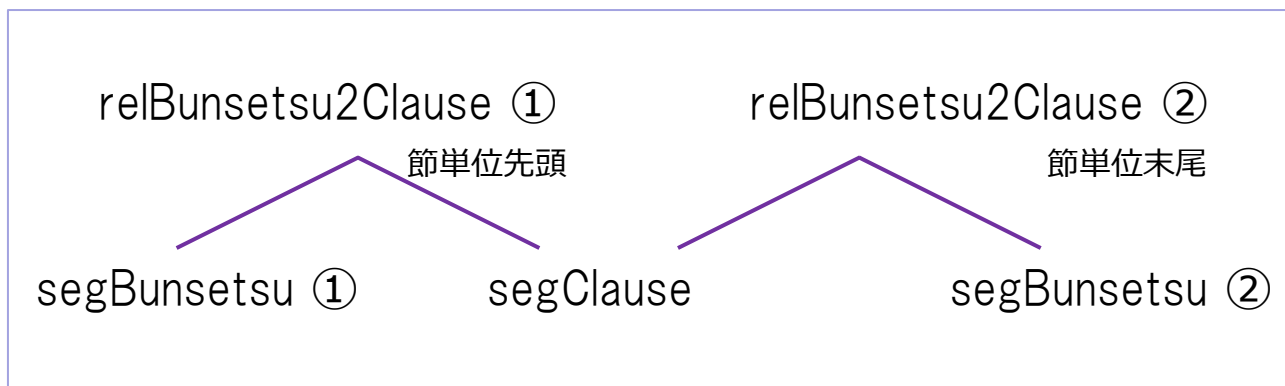 relBunsetsu2Clause ① relBunsetsu2Clause ②
節単位先頭 節単位末尾
segBunsetsu ① segClause segBunsetsu ②